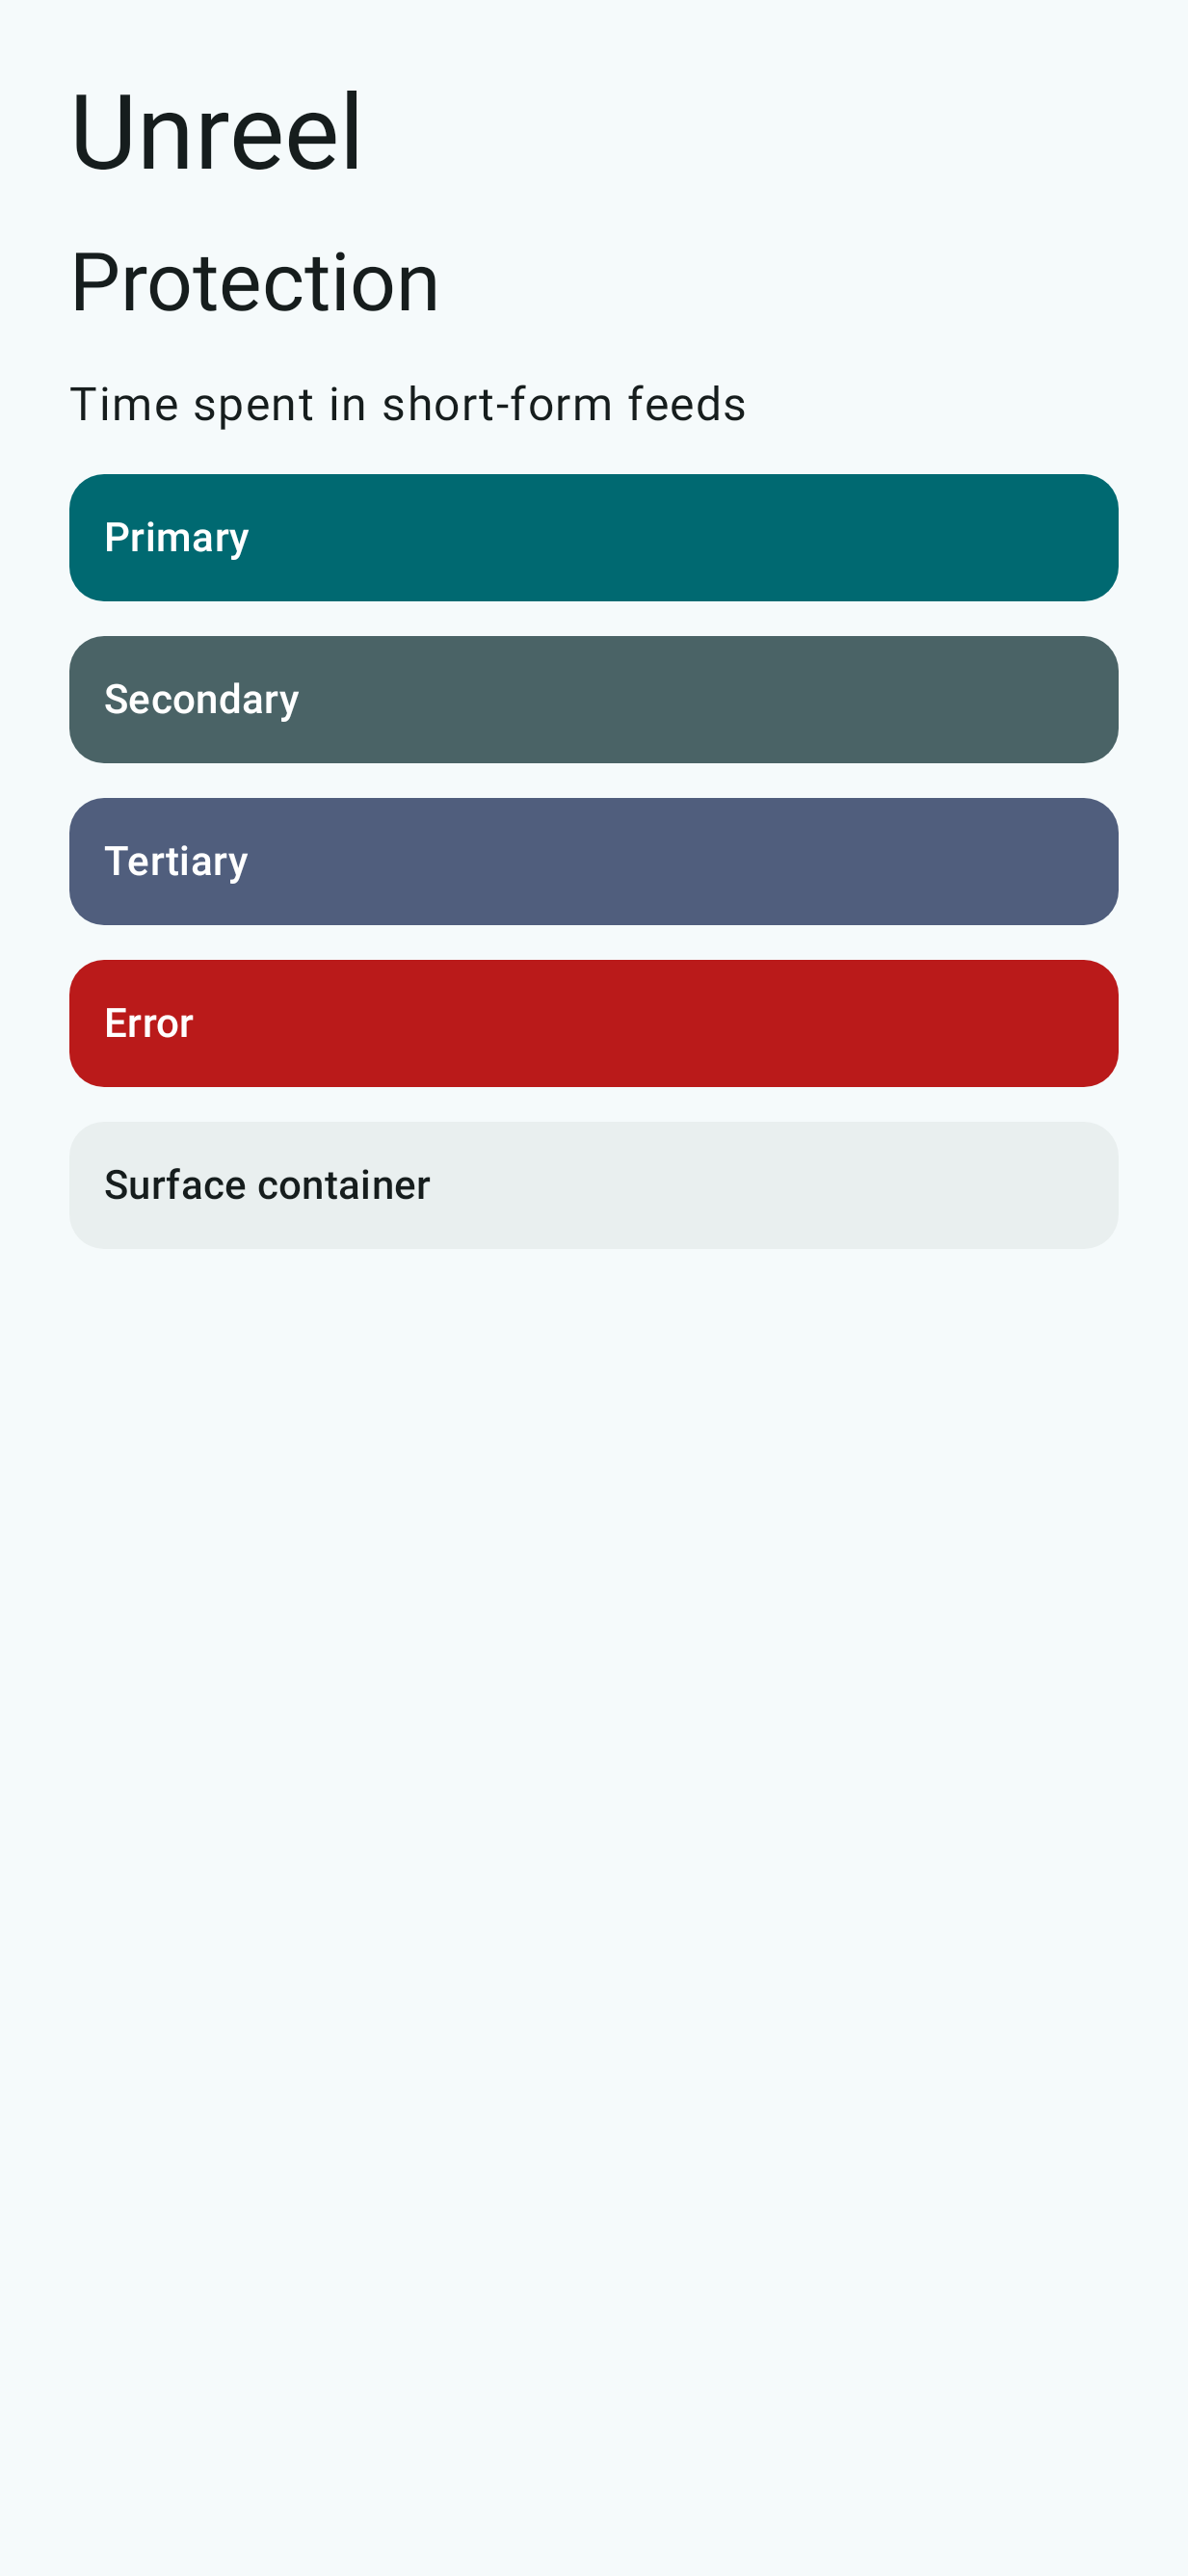 Unreel
Protection
Time spent in short-form feeds
Primary
Secondary
Tertiary
Error
Surface container